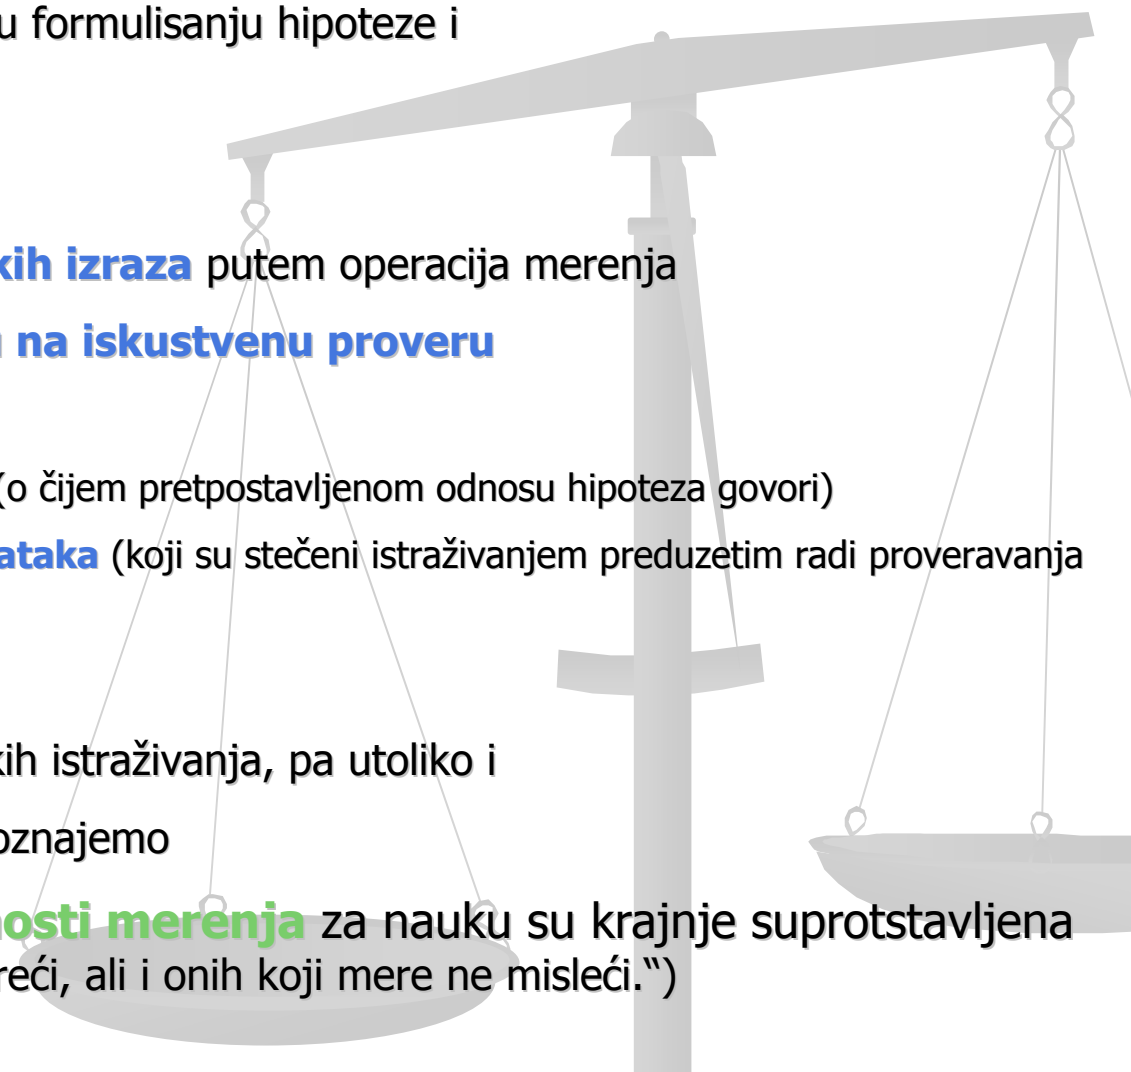 u formulisanju hipoteze i
kih izraza putem operacija merenja
na iskustvenu proveru
(o čijem pretpostavljenom odnosu hipoteza govori)
ataka (koji su stečeni istraživanjem preduzetim radi proveravanja
kih istraživanja, pa utoliko i
oznajemo
nosti merenja za nauku su krajnje suprotstavljena
reći, ali i onih koji mere ne misleći.“)